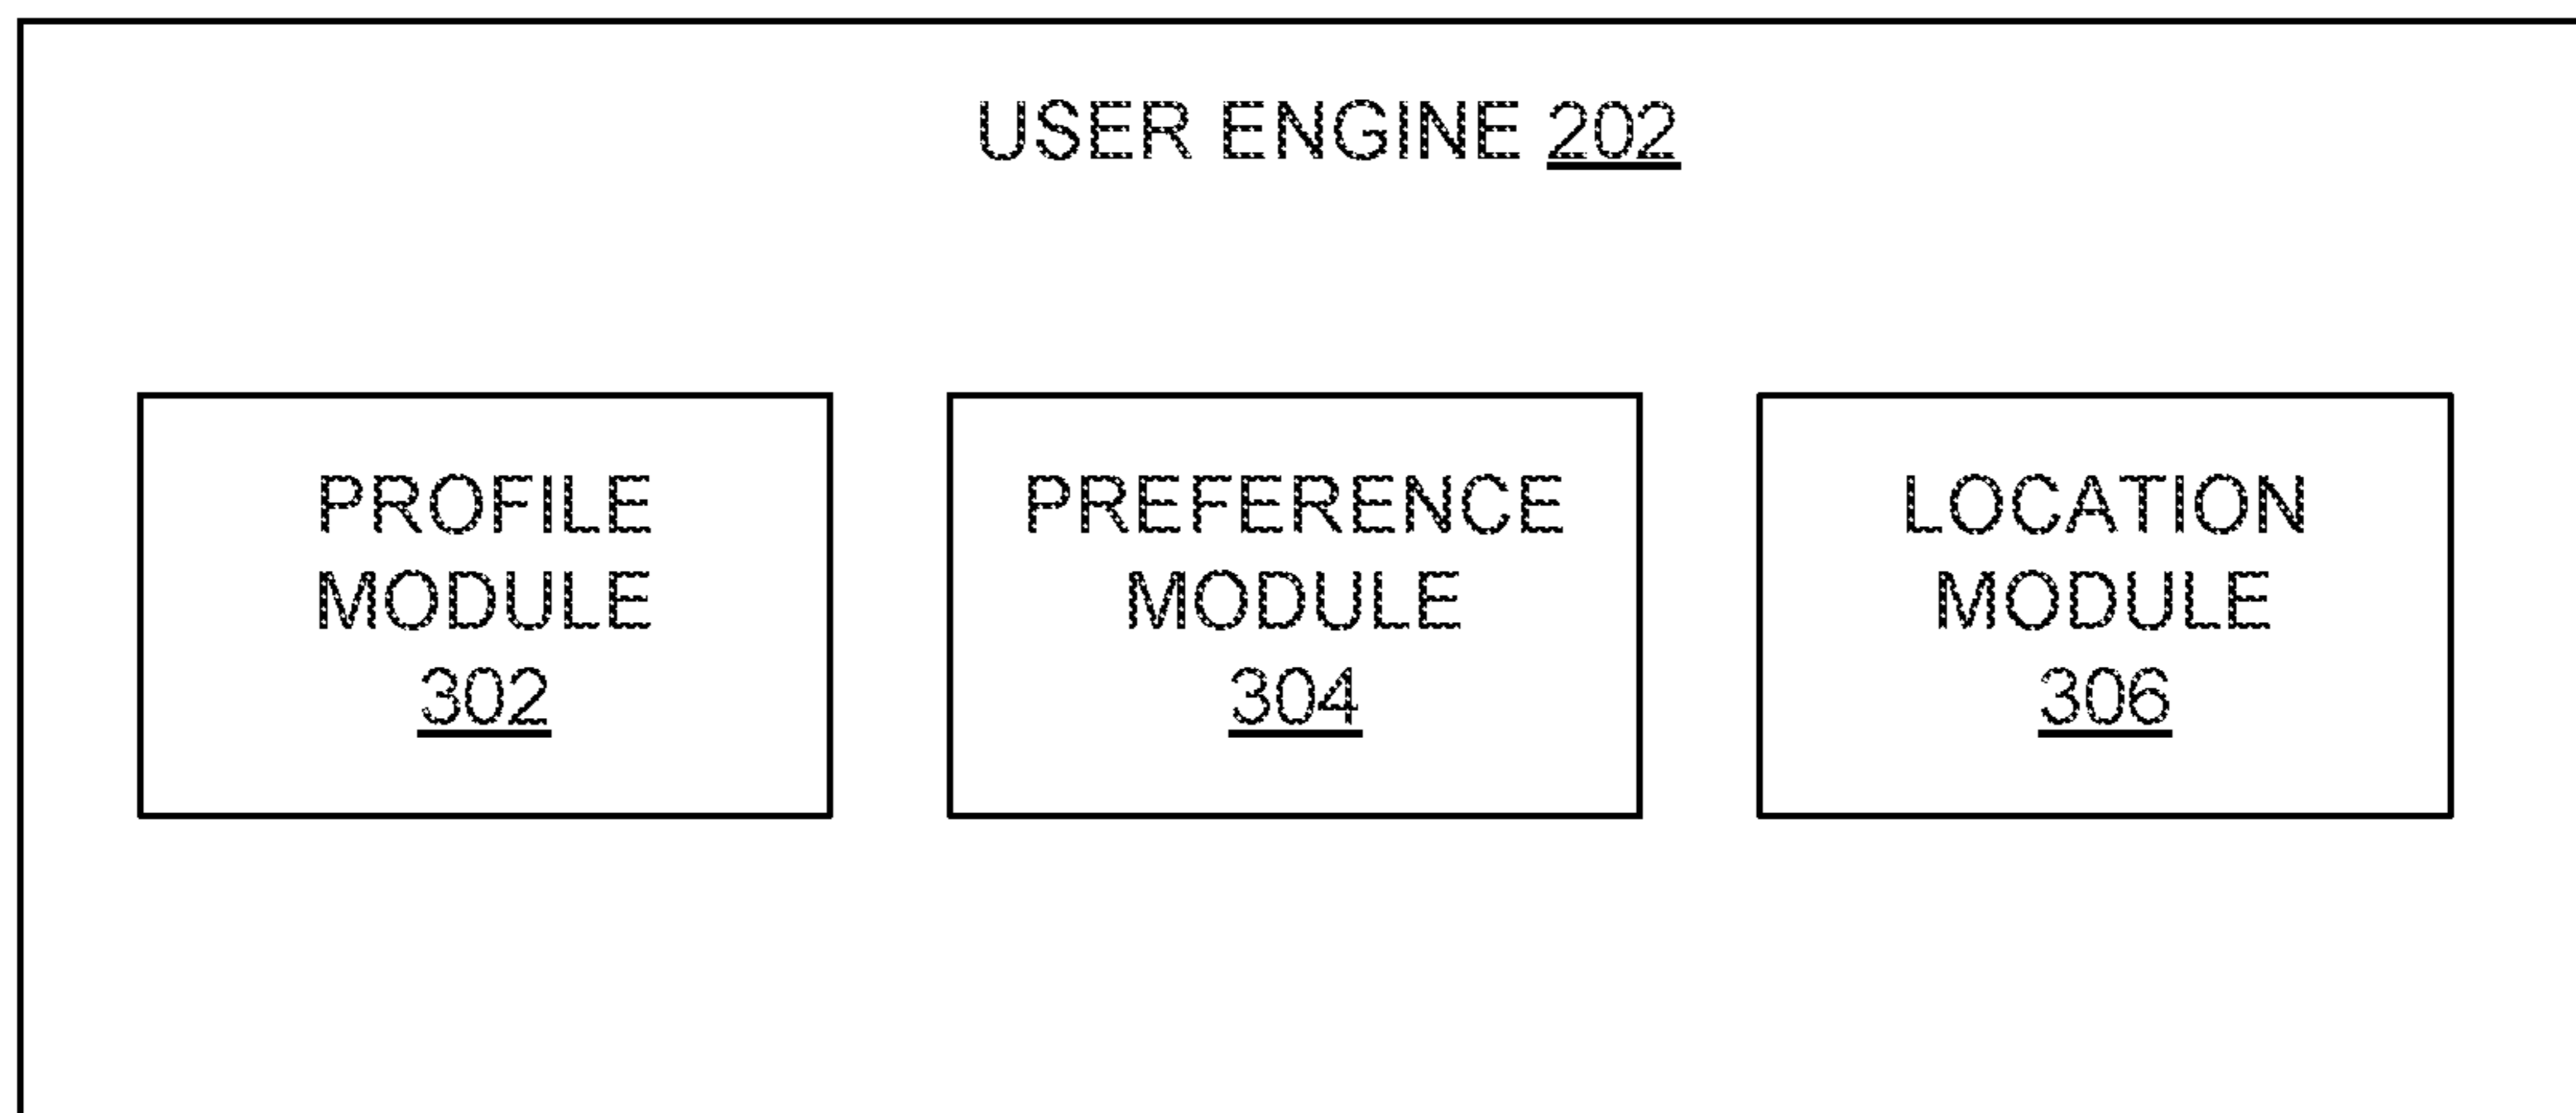 USER ENGINE 202
PROFILE
MODULE
302
PREFERENCE
MODULE
304
LOCATION
MODULE
306